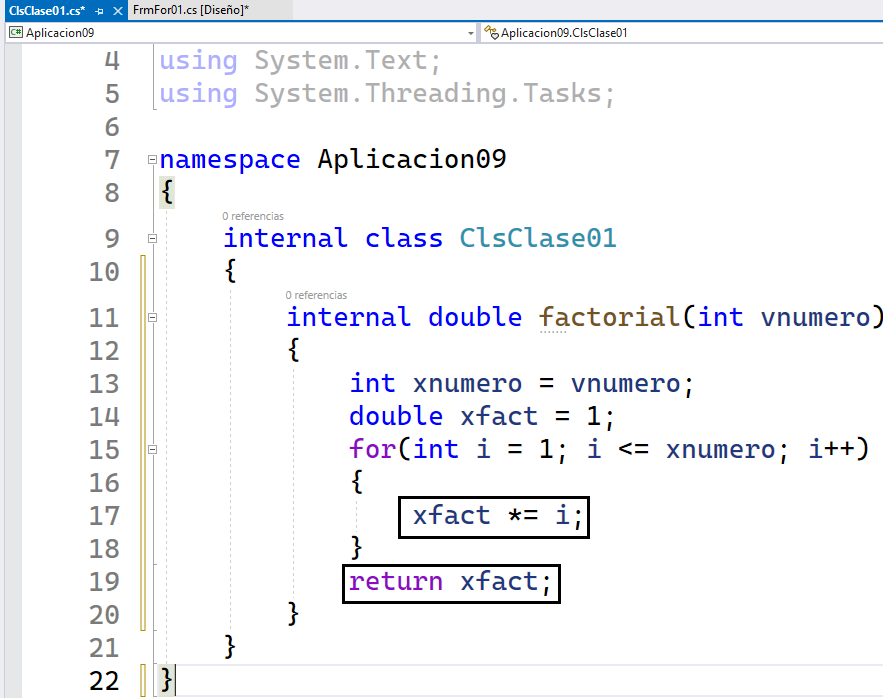 ClsClase01.cs* FrmFor01.cs [Diseño]*
C# Aplicacion09 Aplicacion09.ClsClase01
4 using System.Text;
5 using System.Threading.Tasks;
6
7 namespace Aplicacion09
8 {
0 referencias
9 internal class ClsClase01
10 {
0 referencias
11 internal double factorial(int vnumero)
12 {
13 int xnumero = vnumero;
14 double xfact = 1;
15 for(int i = 1; i <= xnumero; i++)
16 {
17 xfact *= i;
18 }
19 return xfact;
20 }
21 }
22 }